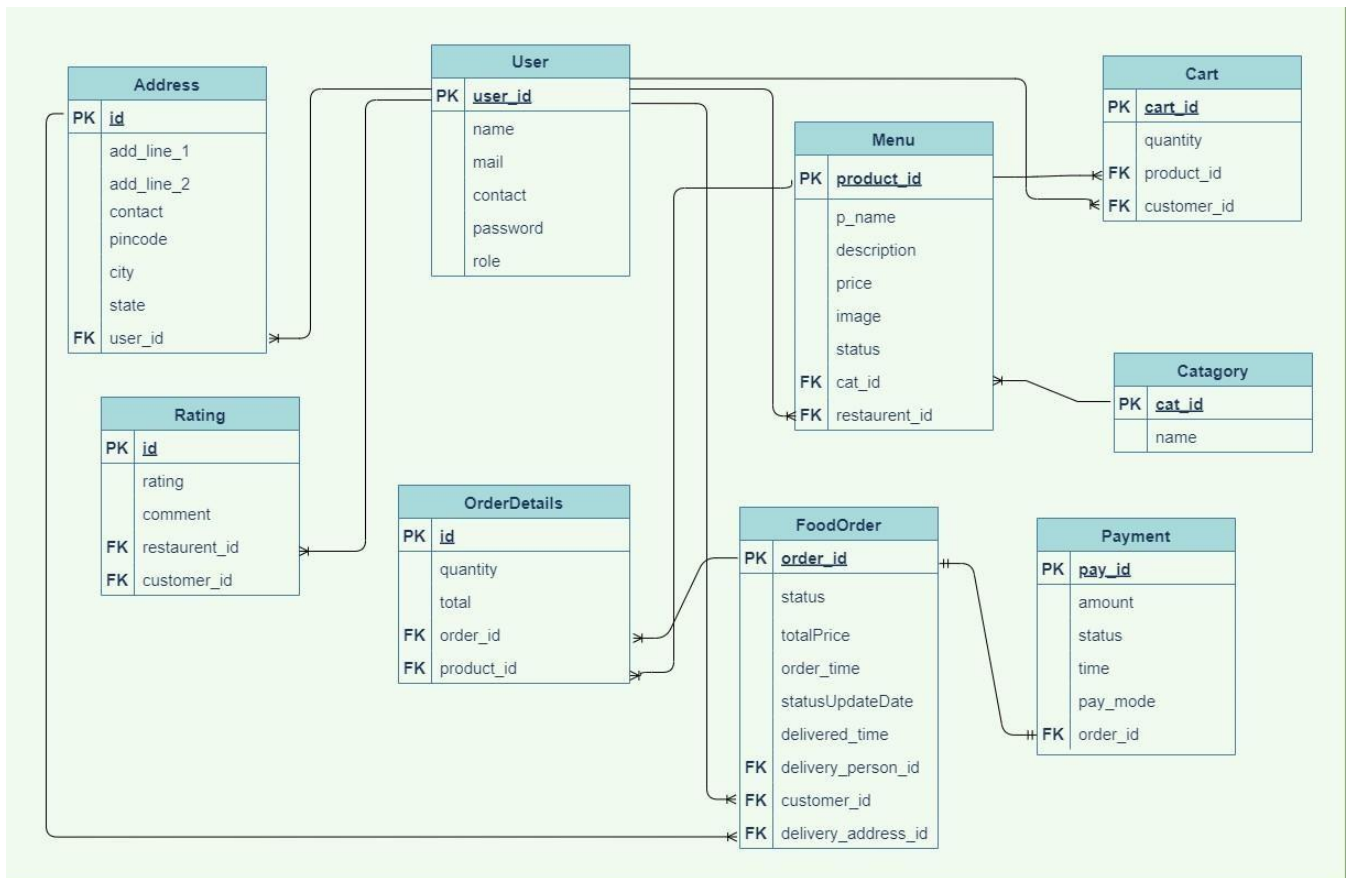 Address
PK id
add_line_1
add_line_2
contact
pincode
city
state
FK user_id
User
PK user_id
name
mail
contact
password
role
Menu
PK product_id
p_name
description
price
image
status
FK cat_id
FK restaurent_id
Cart
PK cart_id
quantity
FK product_id
FK customer_id
Catagory
PK cat_id
name
Rating
PK id
rating
comment
FK restaurent_id
FK customer_id
OrderDetails
PK id
quantity
total
FK order_id
FK product_id
FoodOrder
PK order_id
status
totalPrice
order_time
statusUpdateDate
delivered_time
FK delivery_person_id
FK customer_id
FK delivery_address_id
Payment
PK pay_id
amount
status
time
pay_mode
FK order_id